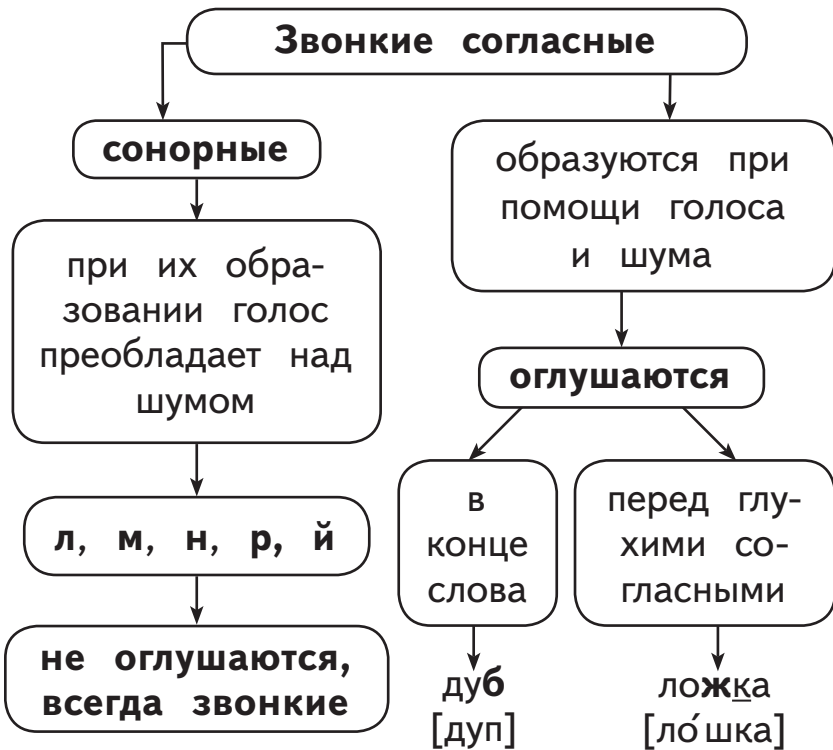 Звонкие согласные
сонорные
при их обра-
зовании голос
преобладает над
шумом
л, м, н, р, й
не оглушаются,
всегда звонкие
образуются при
помощи голоса
и шума
оглушаются
в
конце
слова
дуб
[дуп]
перед глу-
хими со-
гласными
ложка
[ло́шка]